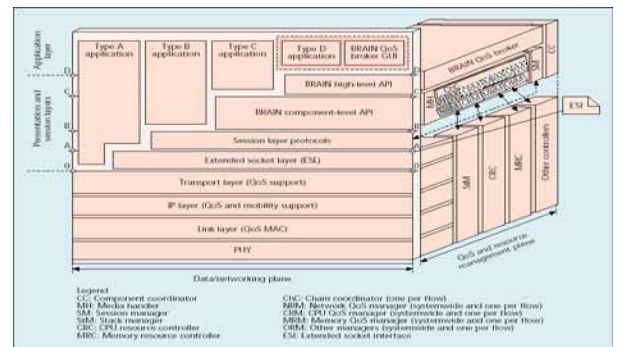 Application layer
Presentation and session layers
Type A application
Type B application
Type C application
Type D application
BRAIN QoS broker GUI
D
C
B
A
O
D
C
B
A
O
BRAIN high-level API
BRAIN component-level API
Session layer protocols
Extended socket layer (ESL)
Transport layer (QoS support)
IP layer (QoS and mobility support)
Link layer (QoS MAC)
PHY
BRAIN QoS broker
CC
SM
MH
ESI
StM
CRC
MRC
Other controllers
QoS and resource management plane
Data/networking plane
Legend
CC: Component coordinator
MH: Media handler
SM: Session manager
StM: Stack manager
CRC: CPU resource controller
MRC: Memory resource controller
ChC: Chain coordinator (one per flow)
NRM: Network QoS manager (systemwide and one per flow)
CRM: CPU QoS manager (systemwide and one per flow)
MRM: Memory QoS manager (systemwide and one per flow)
ORM: Other managers (systemwide and one per flow)
ESI: Extended socket interface